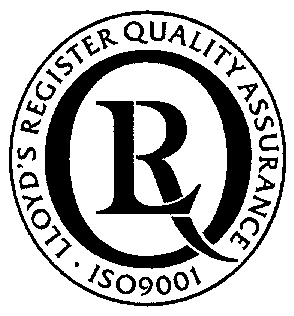 · LLOYD'S REGISTER QUALITY ASSURANCE ·
ISO9001
LRQ